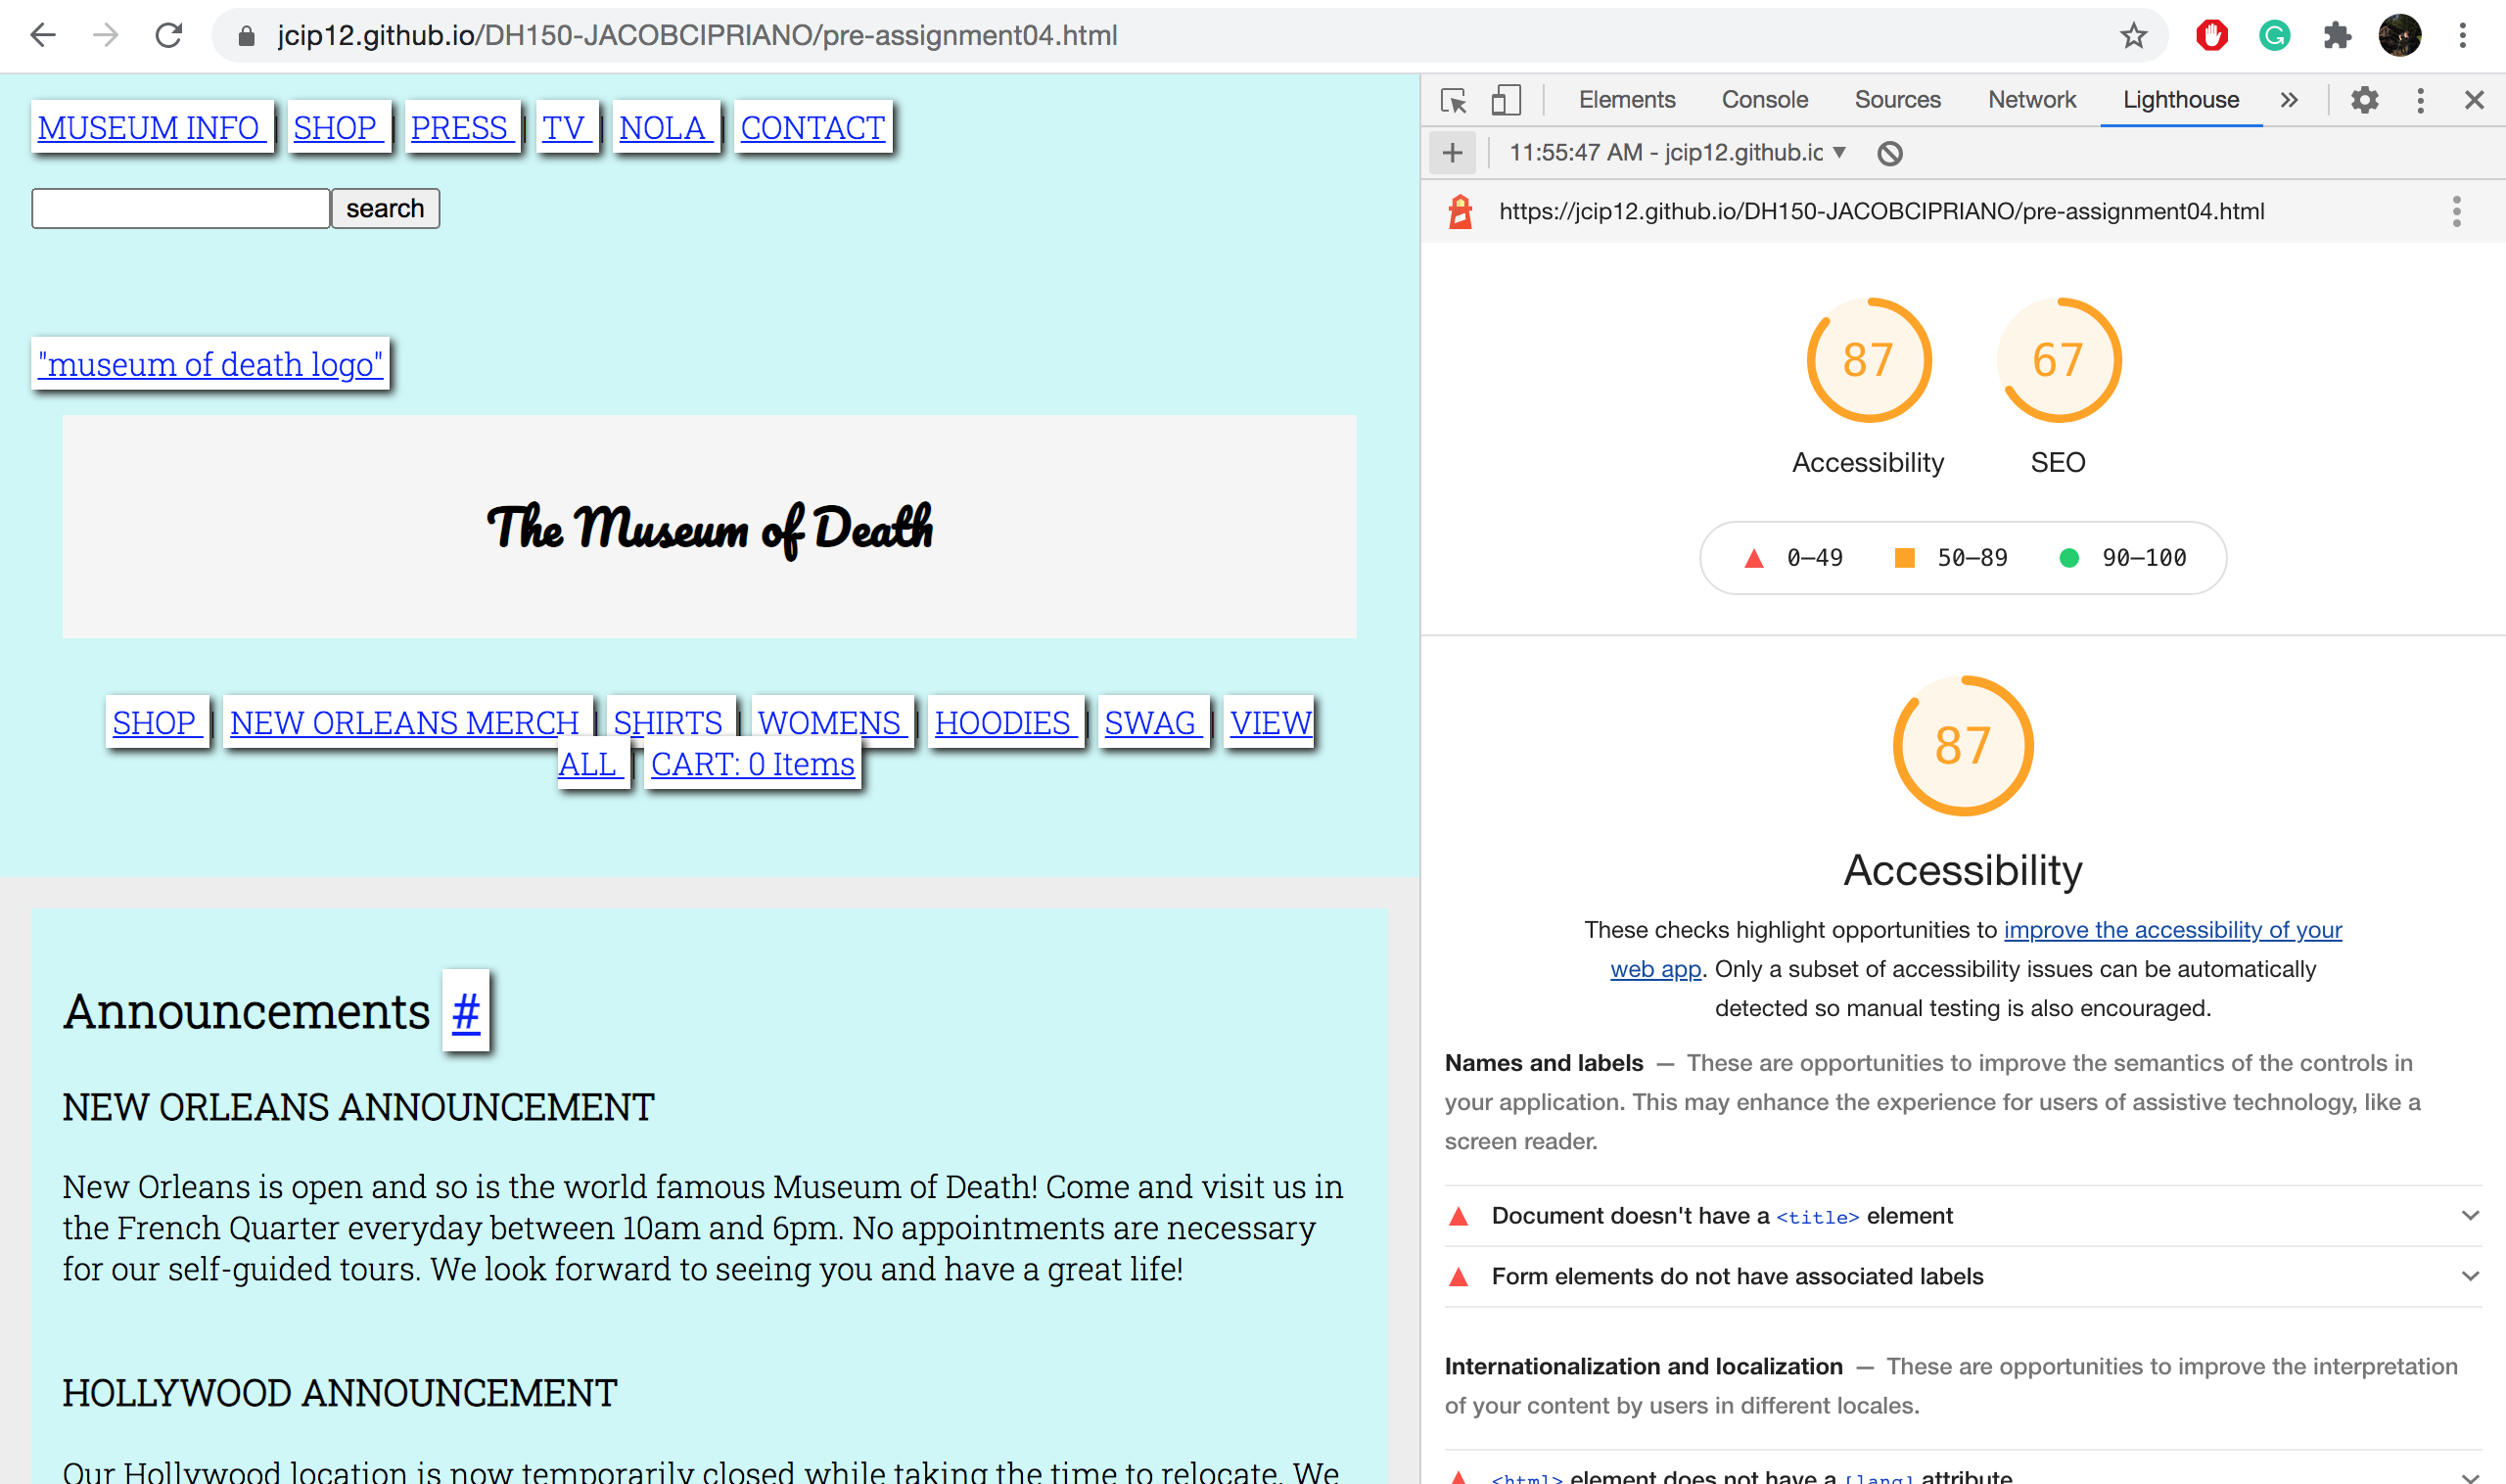 jcip12.github.io/DH150-JACOBCIPRIANO/pre-assignment04.html
MUSEUM INFO | SHOP | PRESS | TV | NOLA | CONTACT
search
"museum of death logo"
The Museum of Death
SHOP | NEW ORLEANS MERCH | SHIRTS | WOMENS | HOODIES | SWAG | VIEW
ALL | CART: 0 Items
Announcements #
NEW ORLEANS ANNOUNCEMENT
New Orleans is open and so is the world famous Museum of Death! Come and visit us in
the French Quarter everyday between 10am and 6pm. No appointments are necessary
for our self-guided tours. We look forward to seeing you and have a great life!
HOLLYWOOD ANNOUNCEMENT
Our Hollywood location is now temporarily closed while taking the time to relocate. We
Elements Console Sources Network Lighthouse »
+ 11:55:47 AM - jcip12.github.ic ▼
https://jcip12.github.io/DH150-JACOBCIPRIANO/pre-assignment04.html
87 67
Accessibility SEO
0–49 50–89 90–100
87
Accessibility
These checks highlight opportunities to improve the accessibility of your
web app. Only a subset of accessibility issues can be automatically
detected so manual testing is also encouraged.
Names and labels — These are opportunities to improve the semantics of the controls in
your application. This may enhance the experience for users of assistive technology, like a
screen reader.
Document doesn't have a <title> element
Form elements do not have associated labels
Internationalization and localization — These are opportunities to improve the interpretation
of your content by users in different locales.
<html> element does not have a [lang] attribute